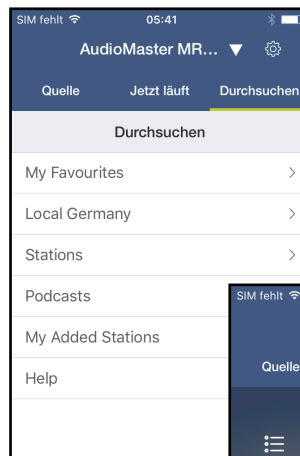 SIM fehlt 05:41
AudioMaster MR... ▼
Quelle Jetzt läuft Durchsuchen
Durchsuchen
My Favourites
Local Germany
Stations
Podcasts
My Added Stations
Help
SIM fehlt
Quelle